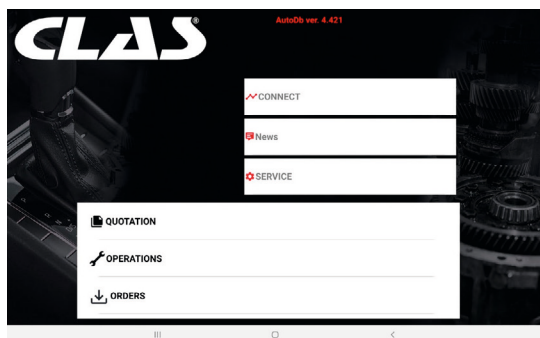 CLAS®
AutoDb ver. 4.421
CONNECT
News
SERVICE
QUOTATION
OPERATIONS
ORDERS